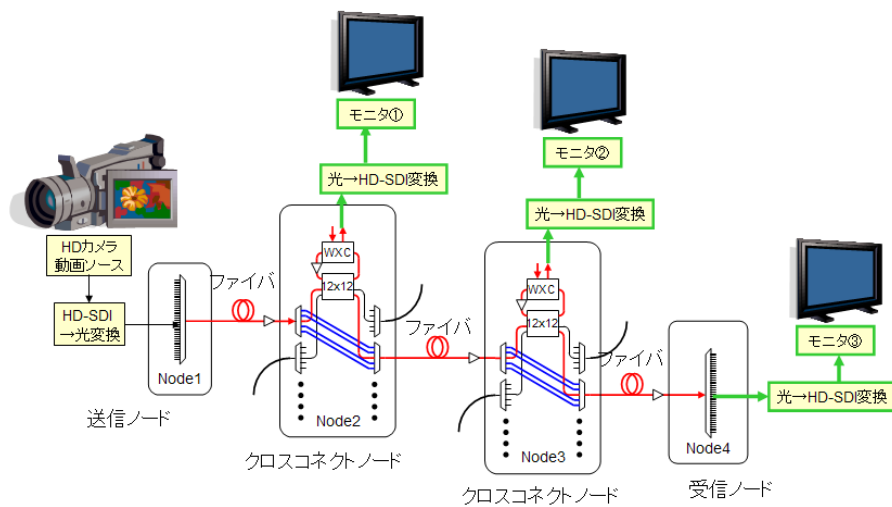 モニタ①
モニタ②
光→HD-SDI変換
光→HD-SDI変換
HDカメラ
動画ソース
WXC
12x12
ファイバ
WXC
12x12
HD-SDI
→光変換
ファイバ
ファイバ
モニタ③
光→HD-SDI変換
Node1
Node2
Node3
Node4
送信ノード
クロスコネクトノード
クロスコネクトノード
受信ノード